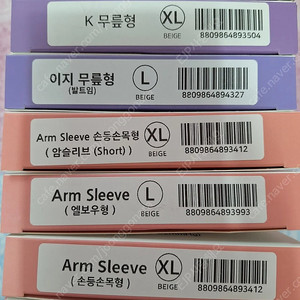 K 무릎형
XL
BEIGE
8809864893504
이지 무릎형
(발트임)
L
BEIGE
8809864894327
Arm Sleeve 손등손목형
( 암슬리브 (Short) )
XL
BEIGE
8809864893412
Arm Sleeve
( 엘보우형 )
L
BEIGE
8809864893993
Arm Sleeve
( 손등손목형 )
XL
BEIGE
8809864893412